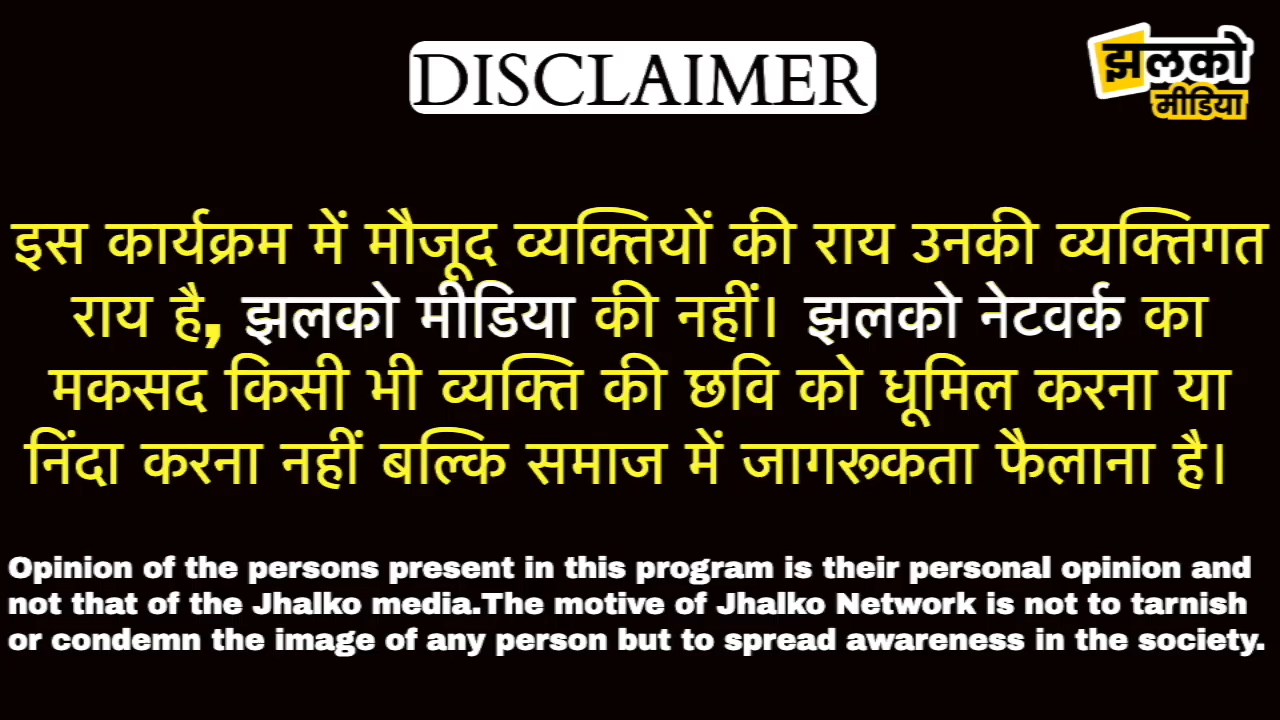 DISCLAIMER
झलको
मीडिया
इस कार्यक्रम में मौजूद व्यक्तियों की राय उनकी व्यक्तिगत
राय है, झलको मीडिया की नहीं। झलको नेटवर्क का
मकसद किसी भी व्यक्ति की छवि को धूमिल करना या
निंदा करना नहीं बल्कि समाज में जागरूकता फैलाना है।
Opinion of the persons present in this program is their personal opinion and
not that of the Jhalko media.The motive of Jhalko Network is not to tarnish
or condemn the image of any person but to spread awareness in the society.